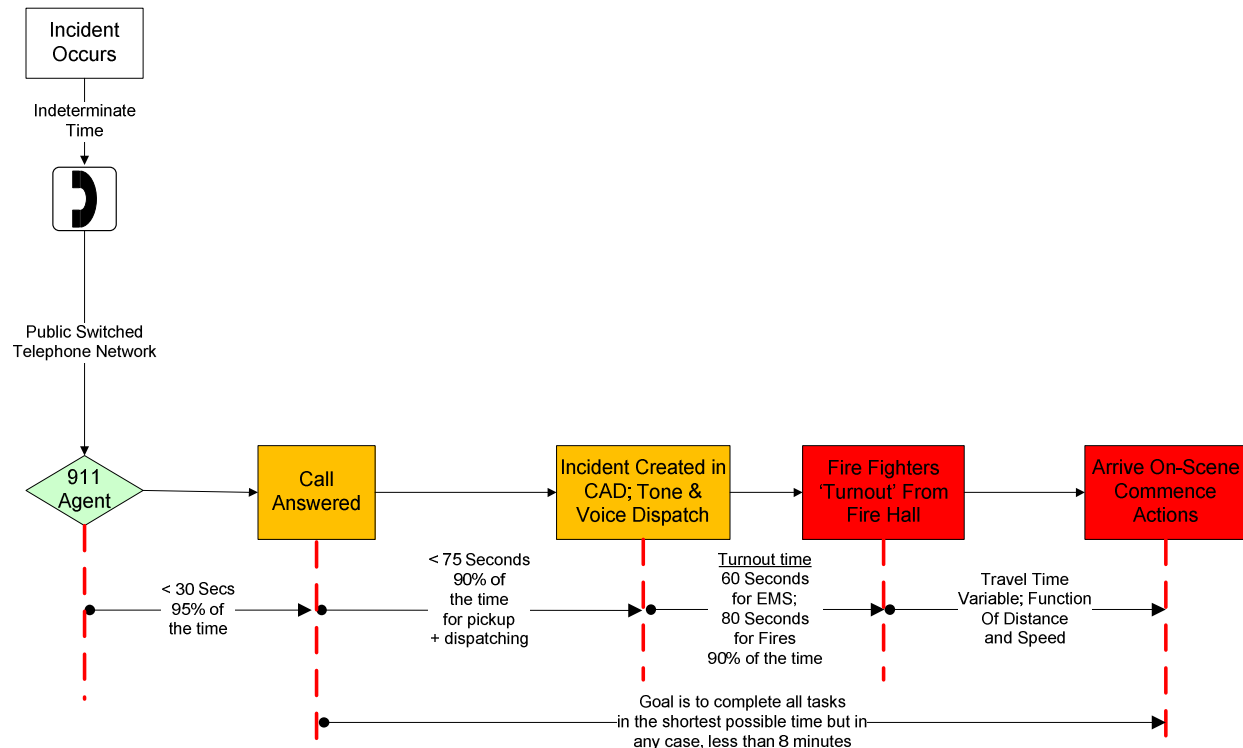 Incident
Occurs
Indeterminate
Time
Public Switched
Telephone Network
911
Agent
Call
Answered
Incident Created in
CAD; Tone &
Voice Dispatch
Fire Fighters
‘Turnout’ From
Fire Hall
Arrive On-Scene
Commence
Actions
< 30 Secs
95% of
the time
< 75 Seconds
90% of
the time
for pickup
+ dispatching
Turnout time
60 Seconds
for EMS;
80 Seconds
for Fires
90% of the time
Travel Time
Variable; Function
Of Distance
and Speed
Goal is to complete all tasks
in the shortest possible time but in
any case, less than 8 minutes